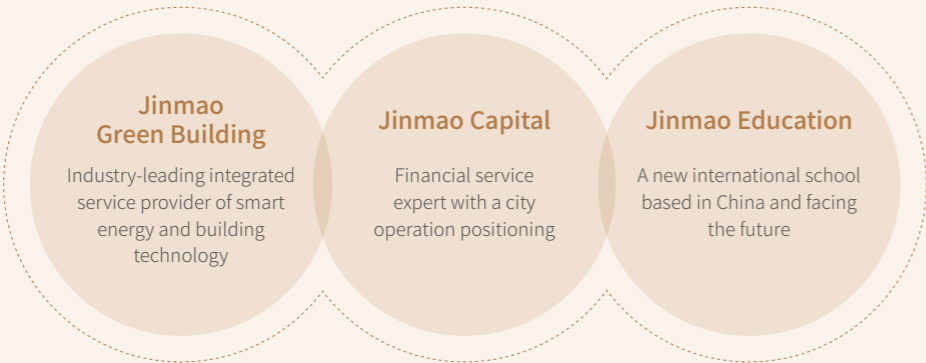 Jinmao
Green Building
Industry-leading integrated
service provider of smart
energy and building
technology
Jinmao Capital
Financial service
expert with a city
operation positioning
Jinmao Education
A new international school
based in China and facing
the future